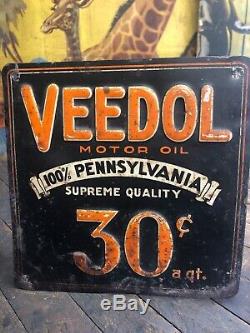 VEEDOL
MOTOR OIL
100% PENNSYLVANIA
SUPREME QUALITY
30¢
a qt.